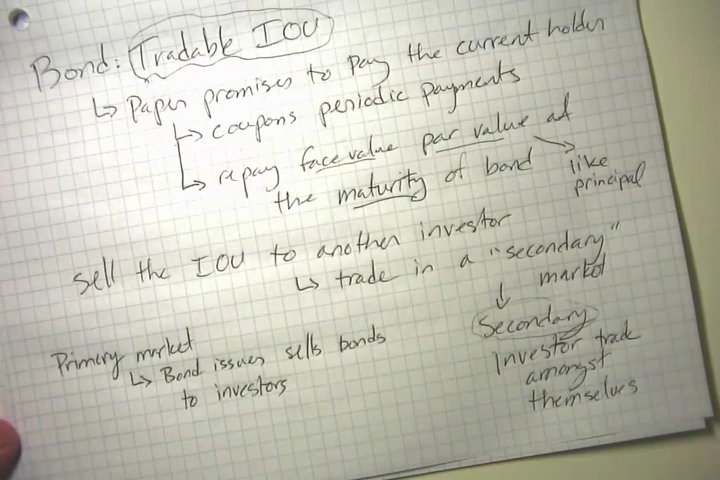 Bond: Tradable IOU
↳ Paper promises to pay the current holder
↳ coupons periodic payments
↳ repay face value par value at
the maturity of bond
like
principal
sell the IOU to another investor
↳ trade in a "secondary"
market
Primary market
↳ Bond issuer sells bonds
to investors
Secondary
Investor trade
amongst
themselves